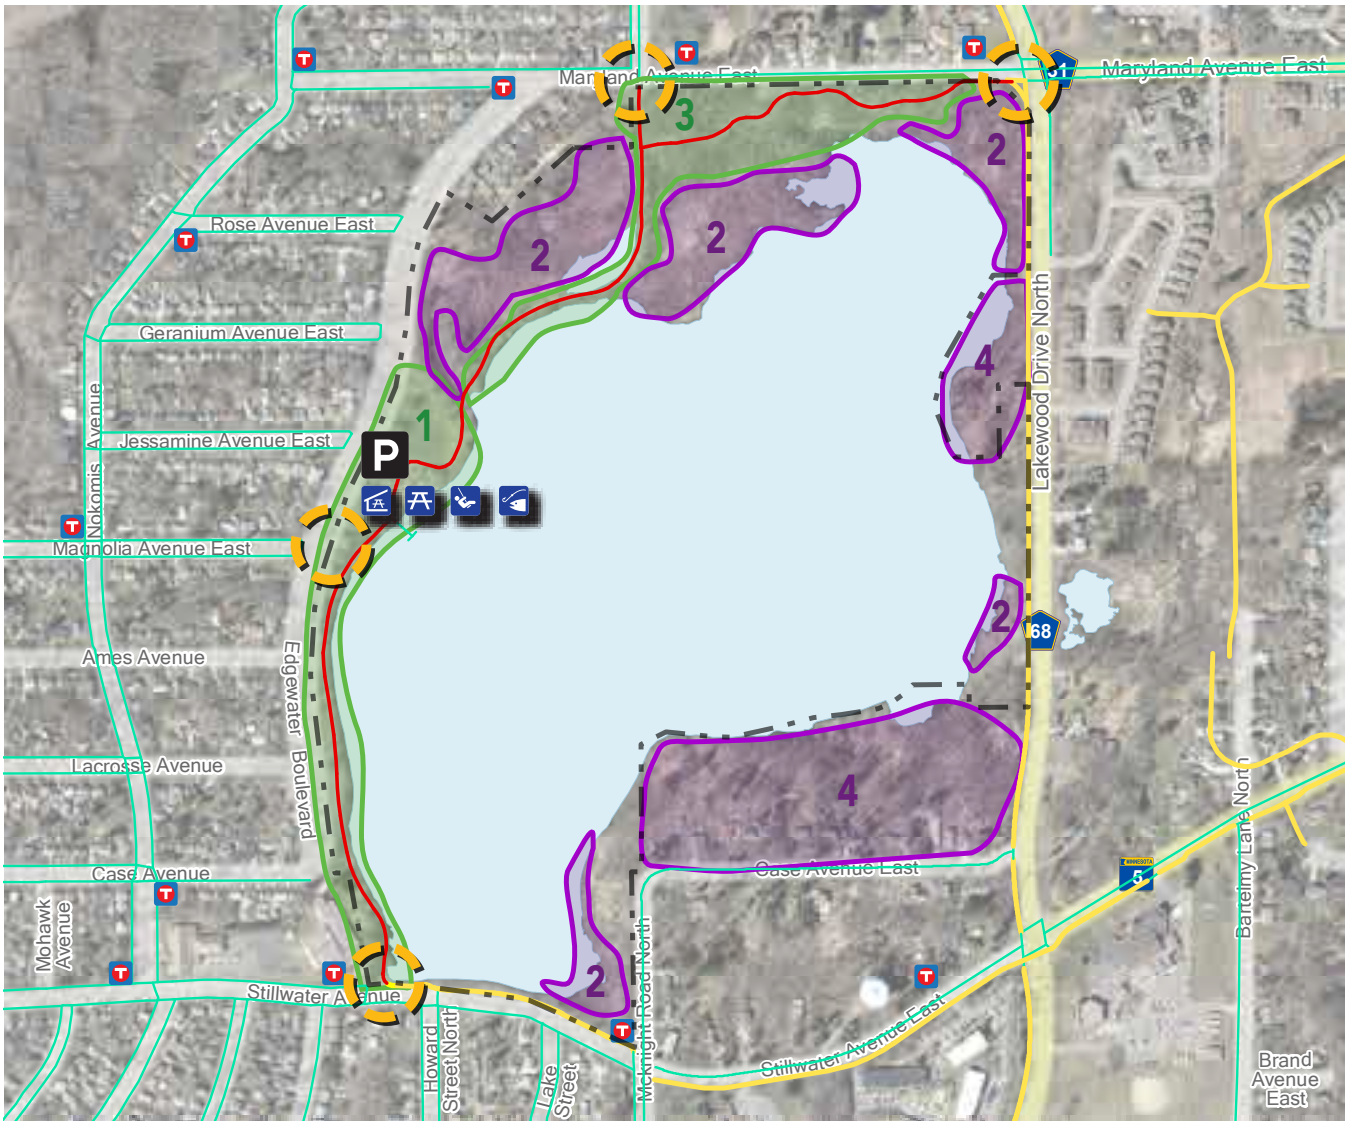 T
T
T
51
Maryland Avenue East
Maryland Avenue East
T
3
2
Rose Avenue East
T
2
2
Geranium Avenue East
Lakewood Drive North
4
Nokomis Avenue
Jessamine Avenue East
1
P
T
Magnolia Avenue East
2
68
Ames Avenue
Edgewater Boulevard
Lacrosse Avenue
4
Case Avenue East
Case Avenue
MINNESOTA
5
Bartelmy Lane North
T
Mohawk
Avenue
T
T
T
2
Stillwater Avenue
Mcknight Road North
T
Stillwater Avenue East
Howard
Street North
Lake
Street
Brand
Avenue
East